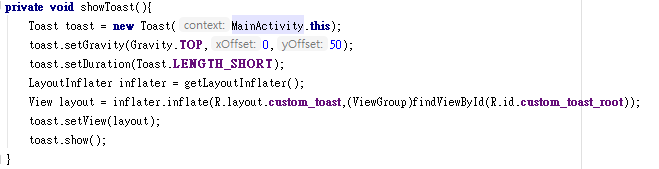 private void showToast(){
Toast toast = new Toast( context: MainActivity.this);
toast.setGravity(Gravity.TOP, xOffset: 0, yOffset: 50);
toast.setDuration(Toast.LENGTH_SHORT);
LayoutInflater inflater = getLayoutInflater();
View layout = inflater.inflate(R.layout.custom_toast,(ViewGroup)findViewById(R.id.custom_toast_root));
toast.setView(layout);
toast.show();
}